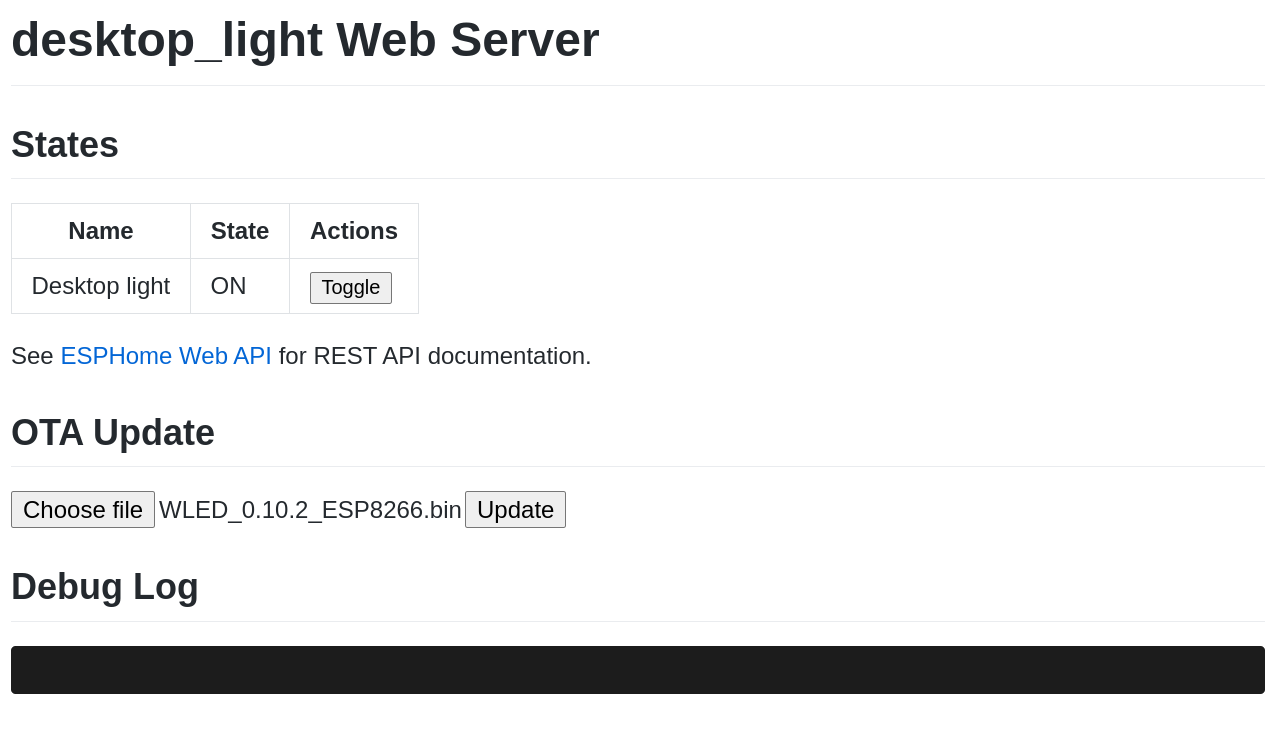 desktop_light Web Server
States
Name State Actions
Desktop light ON Toggle
See ESPHome Web API for REST API documentation.
OTA Update
Choose file WLED_0.10.2_ESP8266.bin Update
Debug Log